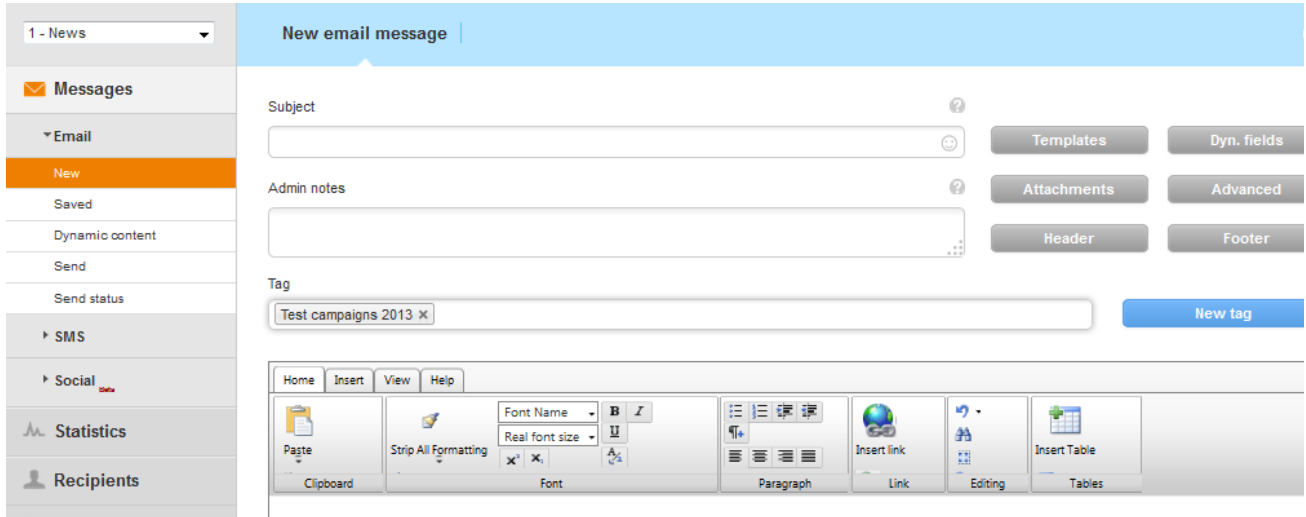 1 - News
New email message
Messages
Subject
Email
Templates
Dyn. fields
New
Admin notes
Attachments
Advanced
Saved
Dynamic content
Header
Footer
Send
Tag
Send status
Test campaigns 2013 ×
New tag
SMS
Social Beta
Home Insert View Help
Statistics
Paste
Strip All Formatting
Font Name
Real font size
B I
U
x² x₁
Insert link
Insert Table
Recipients
Clipboard
Font
Paragraph
Link
Editing
Tables